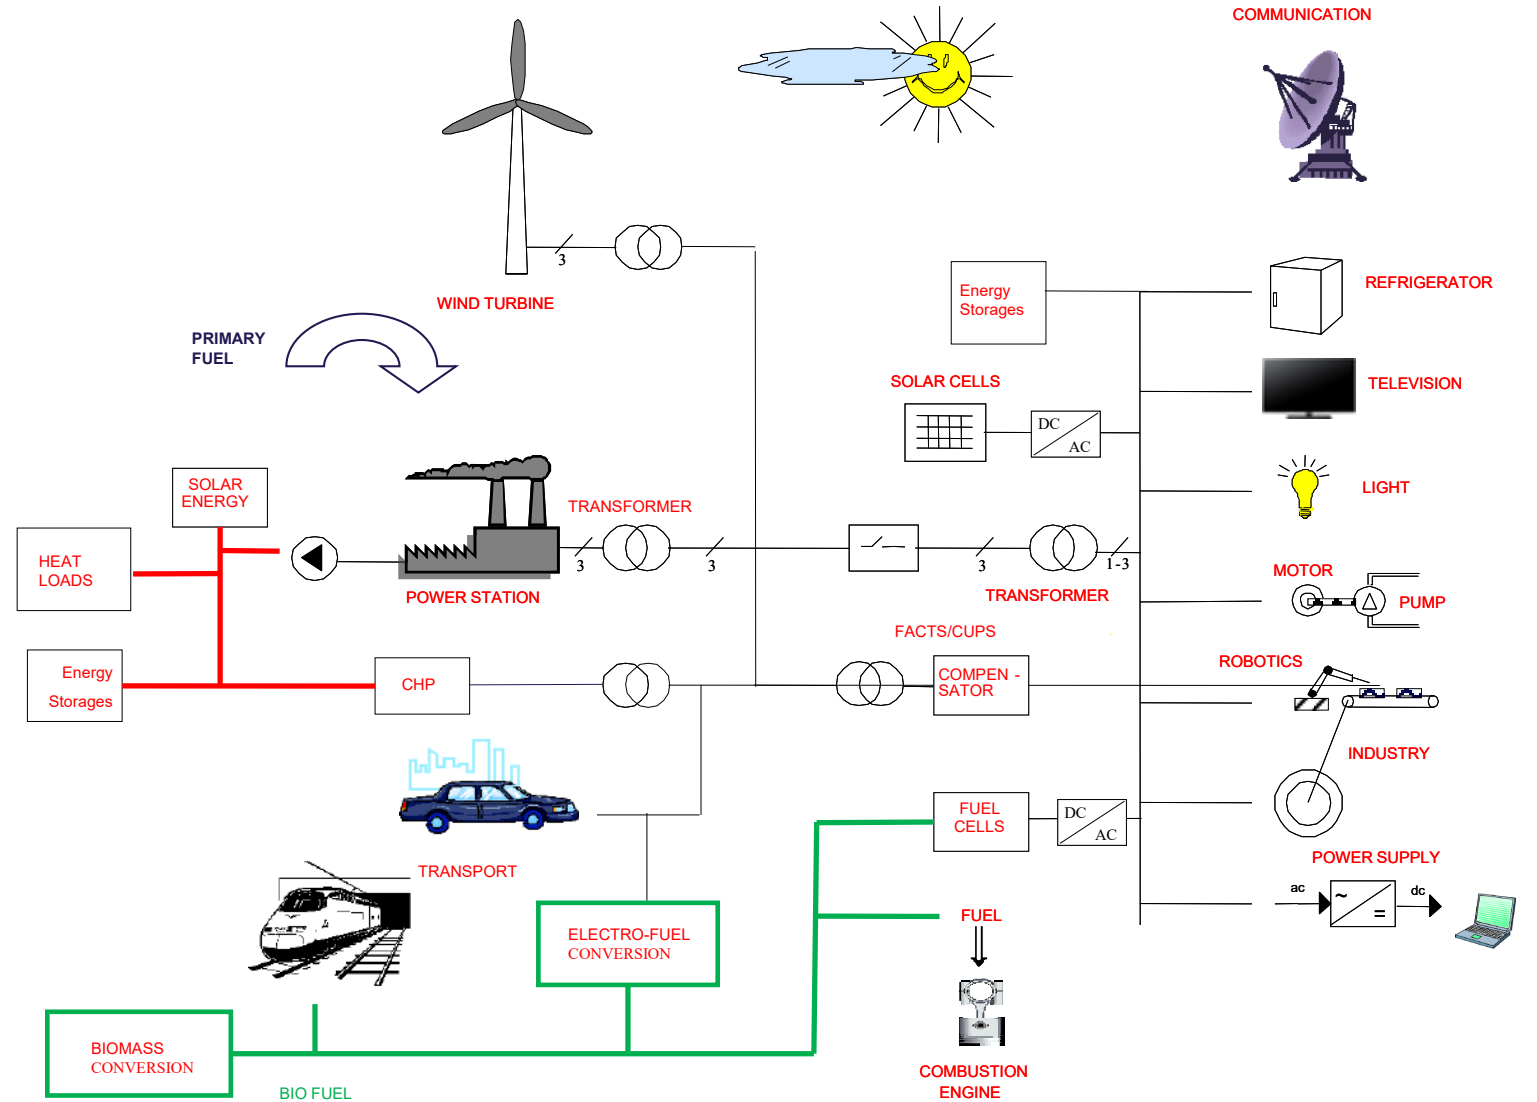 COMMUNICATION
3
WIND TURBINE
PRIMARY
FUEL
Energy
Storages
REFRIGERATOR
SOLAR CELLS
TELEVISION
DC
AC
SOLAR
ENERGY
TRANSFORMER
LIGHT
HEAT
LOADS
3
3
3
1-3
POWER STATION
TRANSFORMER
MOTOR
PUMP
FACTS/CUPS
Energy
Storages
CHP
COMPEN -
SATOR
ROBOTICS
INDUSTRY
FUEL
CELLS
DC
AC
TRANSPORT
POWER SUPPLY
ac
dc
~
=
ELECTRO-FUEL
CONVERSION
FUEL
BIOMASS
CONVERSION
BIO FUEL
COMBUSTION
ENGINE